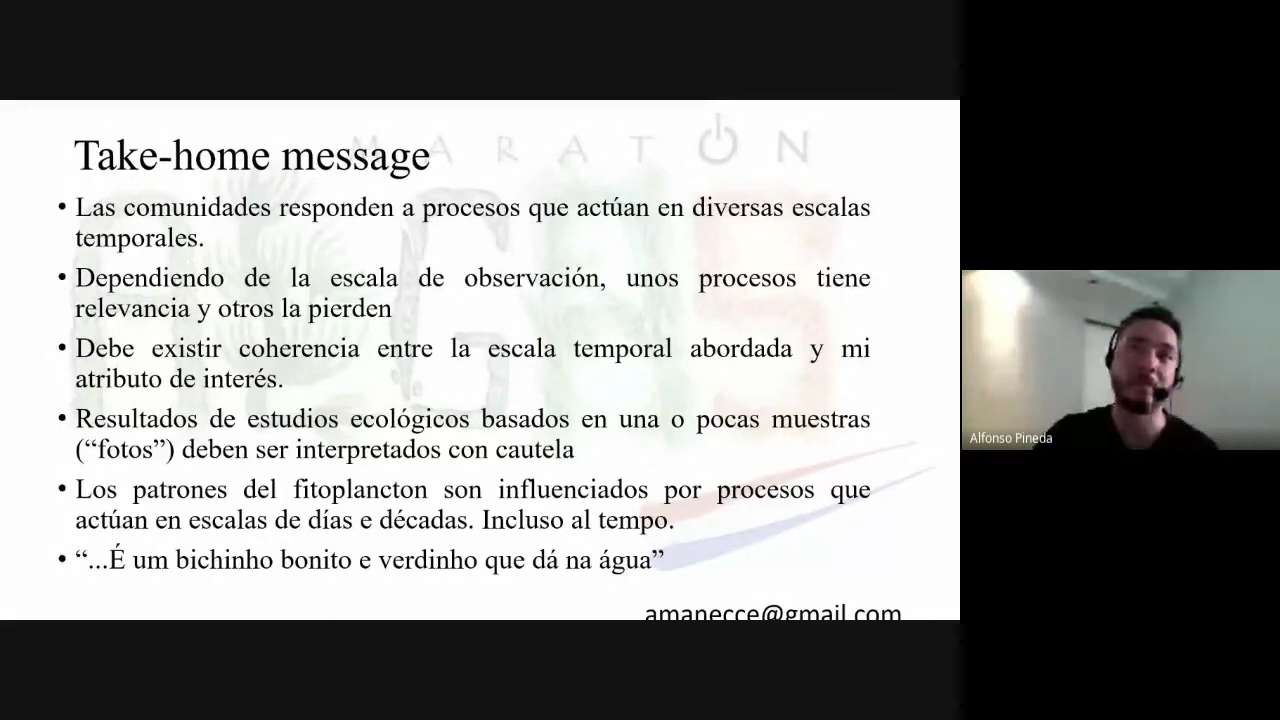 MARATÓN
Take-home message
• Las comunidades responden a procesos que actúan en diversas escalas
temporales.
• Dependiendo de la escala de observación, unos procesos tiene
relevancia y otros la pierden
• Debe existir coherencia entre la escala temporal abordada y mi
atributo de interés.
• Resultados de estudios ecológicos basados en una o pocas muestras
(“fotos”) deben ser interpretados con cautela
• Los patrones del fitoplancton son influenciados por procesos que
actúan en escalas de días e décadas. Incluso al tempo.
• “...É um bichinho bonito e verdinho que dá na água”
amanecce@gmail.com
Alfonso Pineda